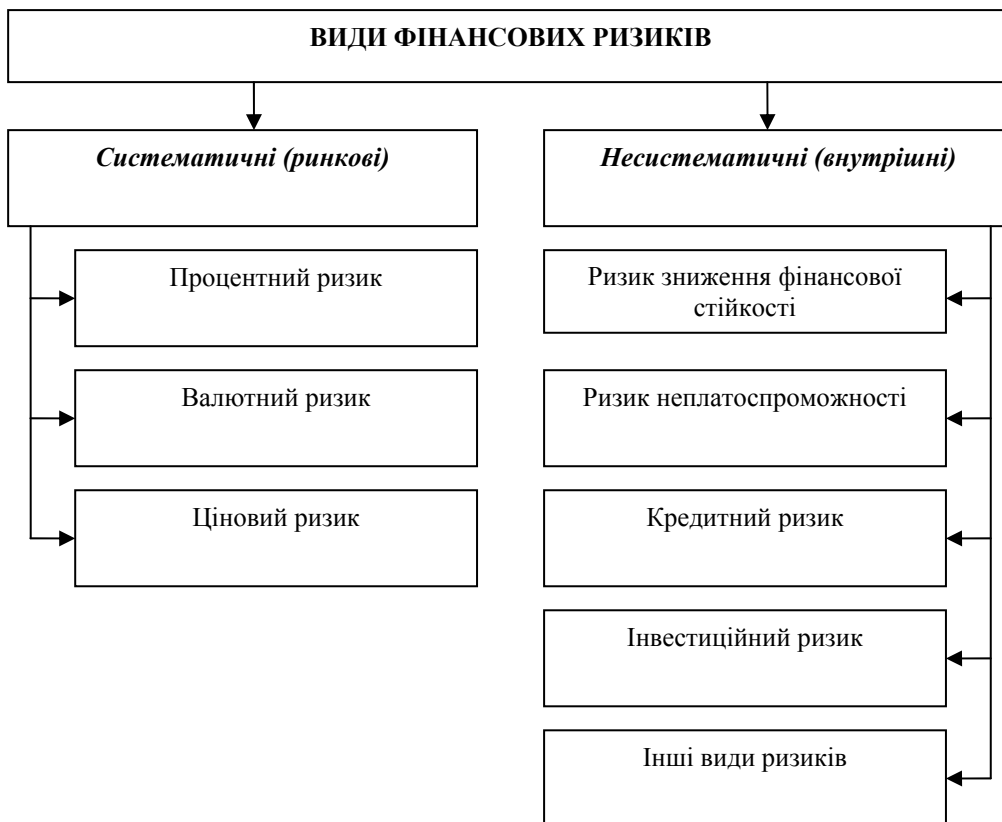 ВИДИ ФІНАНСОВИХ РИЗИКІВ
Систематичні (ринкові)
Несистематичні (внутрішні)
Процентний ризик
Валютний ризик
Ціновий ризик
Ризик зниження фінансової
стійкості
Ризик неплатоспроможності
Кредитний ризик
Інвестиційний ризик
Інші види ризиків